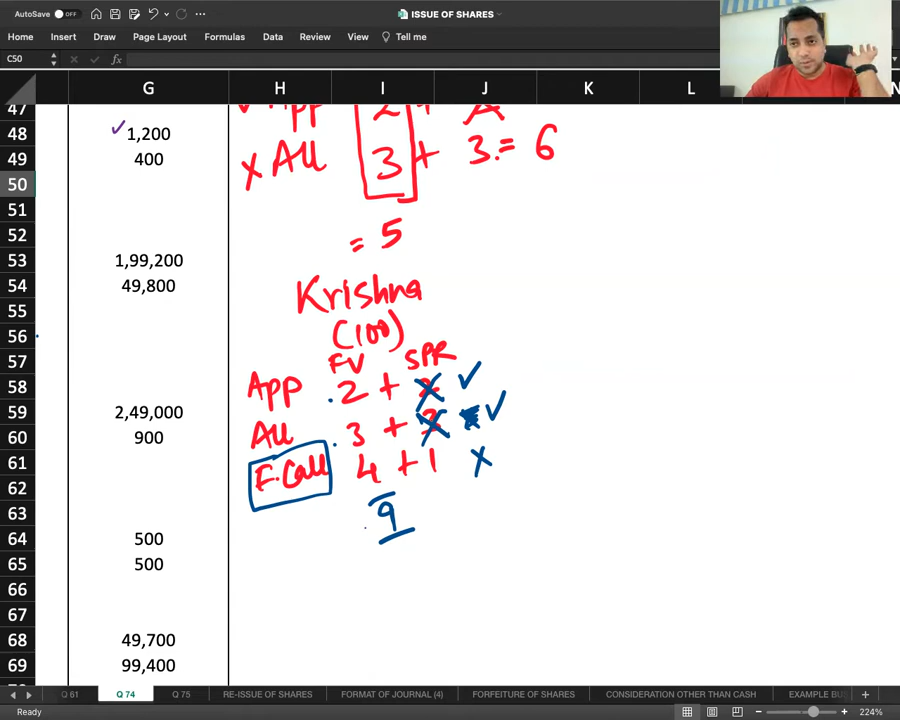 AutoSave OFF
ISSUE OF SHARES
Home Insert Draw Page Layout Formulas Data Review View Tell me
C50 fx
G H I J K L M N
47 App 2 +
48 1,200
49 400 x All 3 + 3.= 6
50
51
52 = 5
53 1,99,200
54 49,800 Krishna
55
56 (100)
57 FV SPR
58 App 2 +
59 2,49,000
60 900 All 3 +
61 F.Call 4 + 1 x
62
63 9
64 500
65 500
66
67
68 49,700
69 99,400
Q 61 Q 74 Q 75 RE-ISSUE OF SHARES FORMAT OF JOURNAL (4) FORFEITURE OF SHARES CONSIDERATION OTHER THAN CASH EXAMPLE BU
Ready 224%